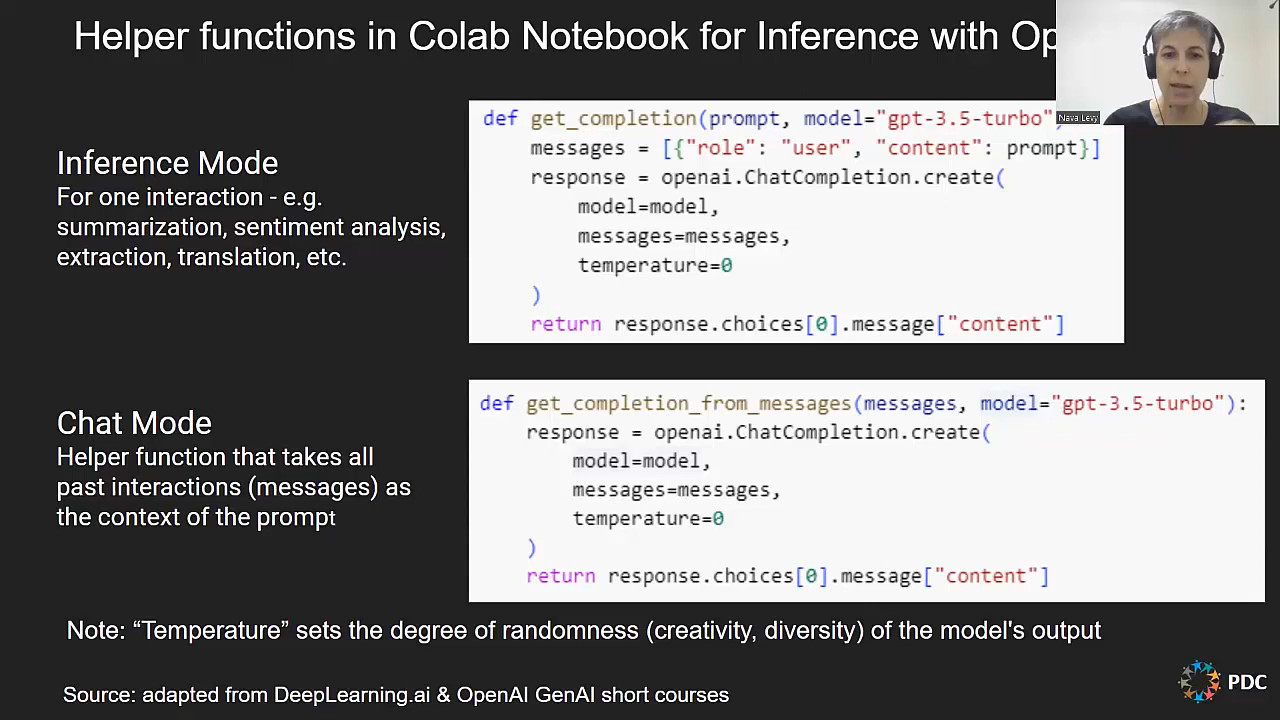 Helper functions in Colab Notebook for Inference with Op
Nava Levy
Inference Mode
For one interaction - e.g.
summarization, sentiment analysis,
extraction, translation, etc.
def get_completion(prompt, model="gpt-3.5-turbo")
    messages = [{"role": "user", "content": prompt}]
    response = openai.ChatCompletion.create(
        model=model,
        messages=messages,
        temperature=0
    )
    return response.choices[0].message["content"]
Chat Mode
Helper function that takes all
past interactions (messages) as
the context of the prompt
def get_completion_from_messages(messages, model="gpt-3.5-turbo"):
    response = openai.ChatCompletion.create(
        model=model,
        messages=messages,
        temperature=0
    )
    return response.choices[0].message["content"]
Note: “Temperature” sets the degree of randomness (creativity, diversity) of the model's output
Source: adapted from DeepLearning.ai & OpenAI GenAI short courses
PDC